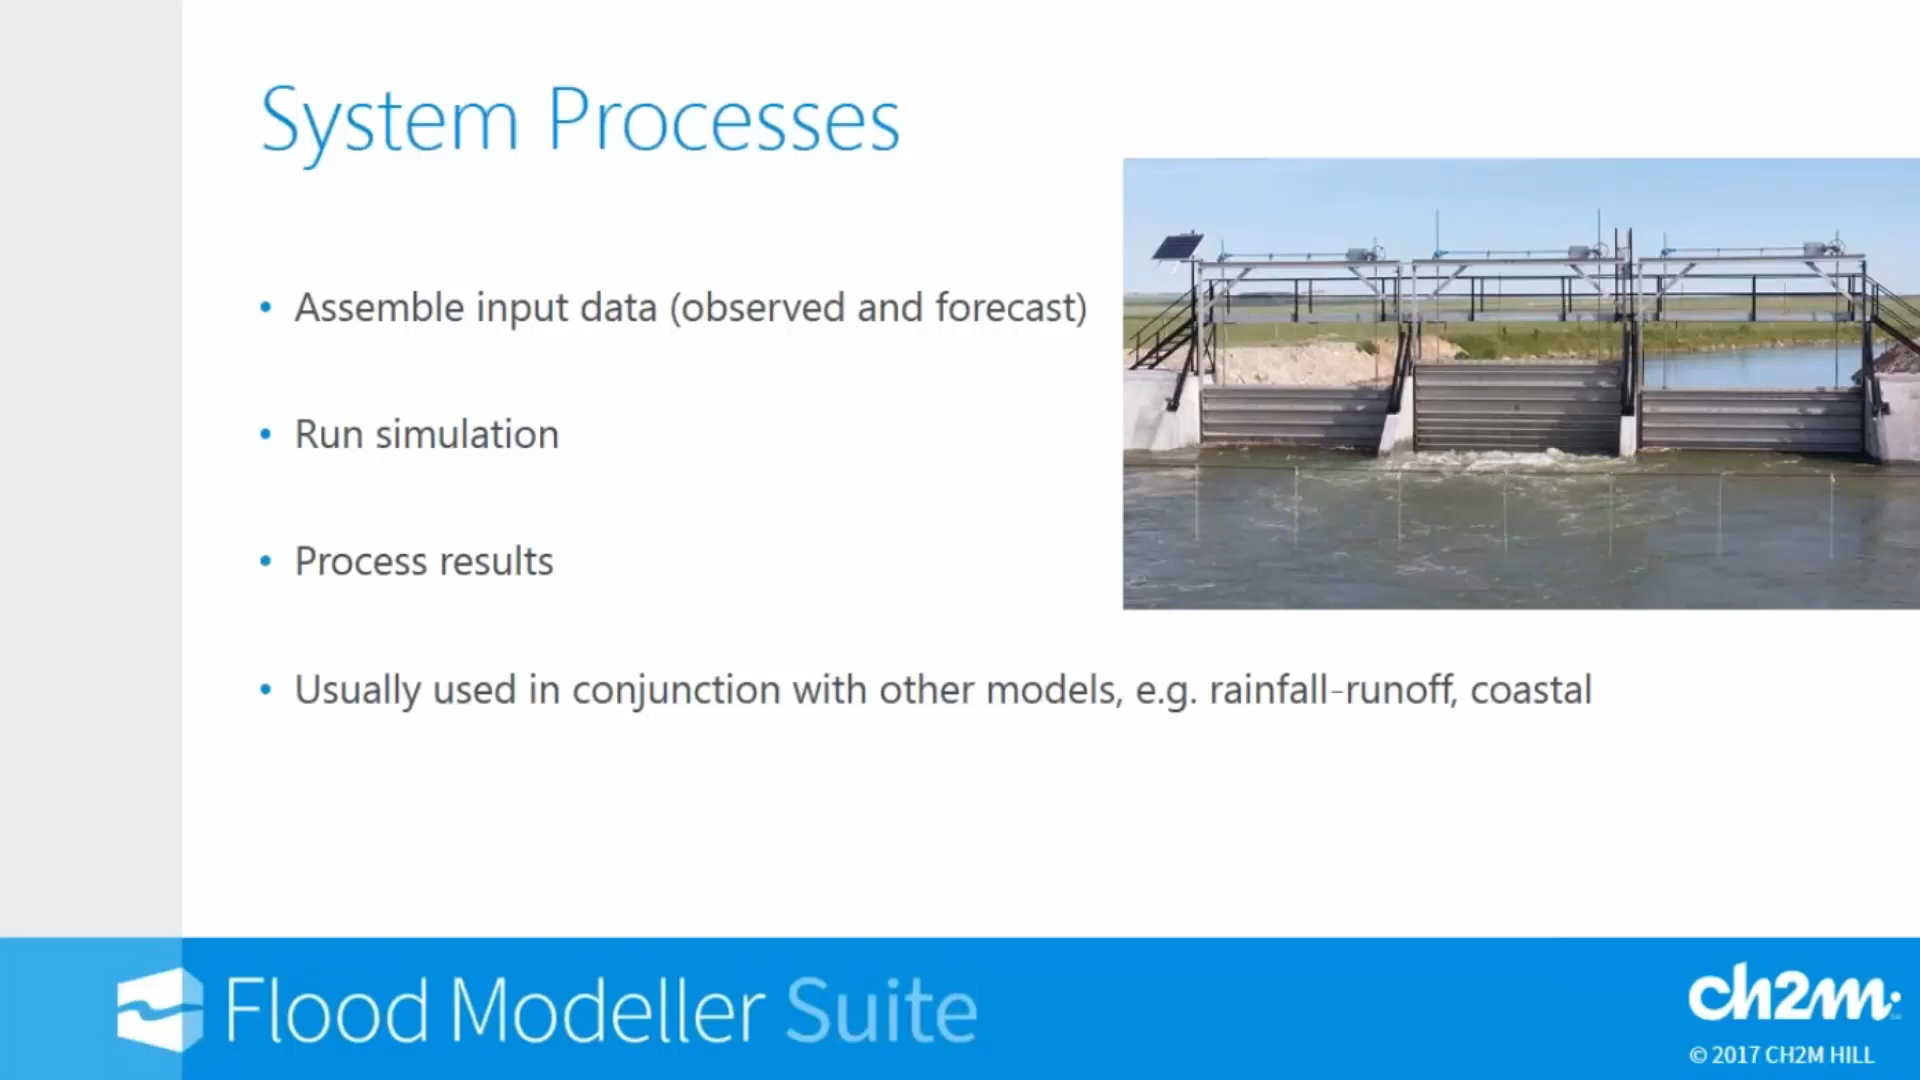 System Processes
• Assemble input data (observed and forecast)
• Run simulation
• Process results
• Usually used in conjunction with other models, e.g. rainfall-runoff, coastal
Flood Modeller Suite
ch2m:
© 2017 CH2M HILL